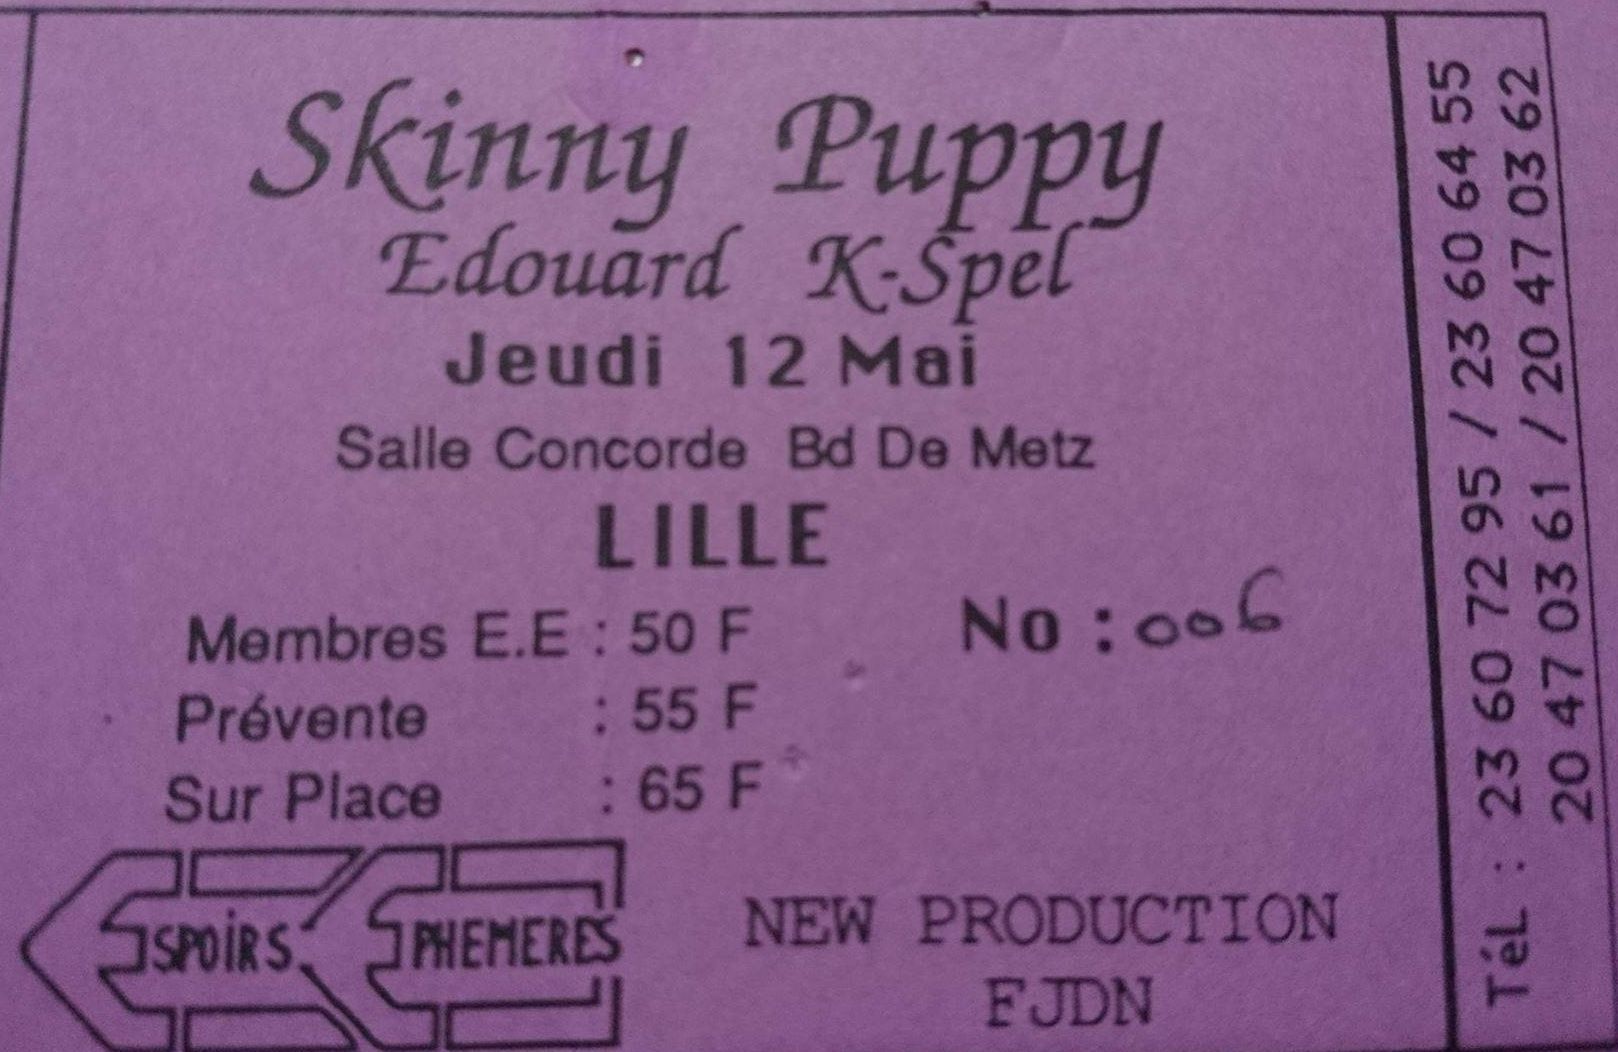 Skinny Puppy
Edouard K-Spel
Jeudi 12 Mai
Salle Concorde Bd De Metz
LILLE
Membres E.E : 50 F
No : 006
Prévente : 55 F
Sur Place : 65 F
ESPOIRS EPHEMERES
NEW PRODUCTION
FJDN
TéL : 23 60 72 95 / 23 60 64 55
20 47 03 61 / 20 47 03 62